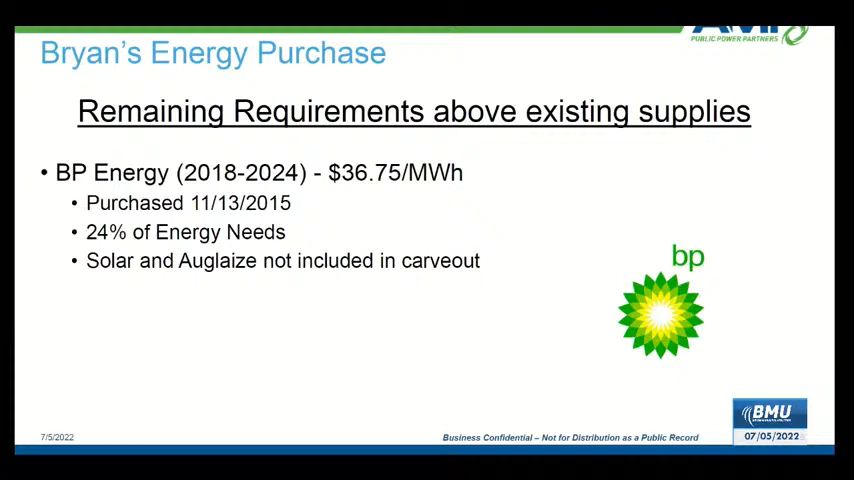 Bryan's Energy Purchase
PUBLIC POWER PARTNERS
Remaining Requirements above existing supplies
• BP Energy (2018-2024) - $36.75/MWh
• Purchased 11/13/2015
• 24% of Energy Needs
• Solar and Auglaize not included in carveout
bp
BMU
7/5/2022
Business Confidential – Not for Distribution as a Public Record
07/05/2022